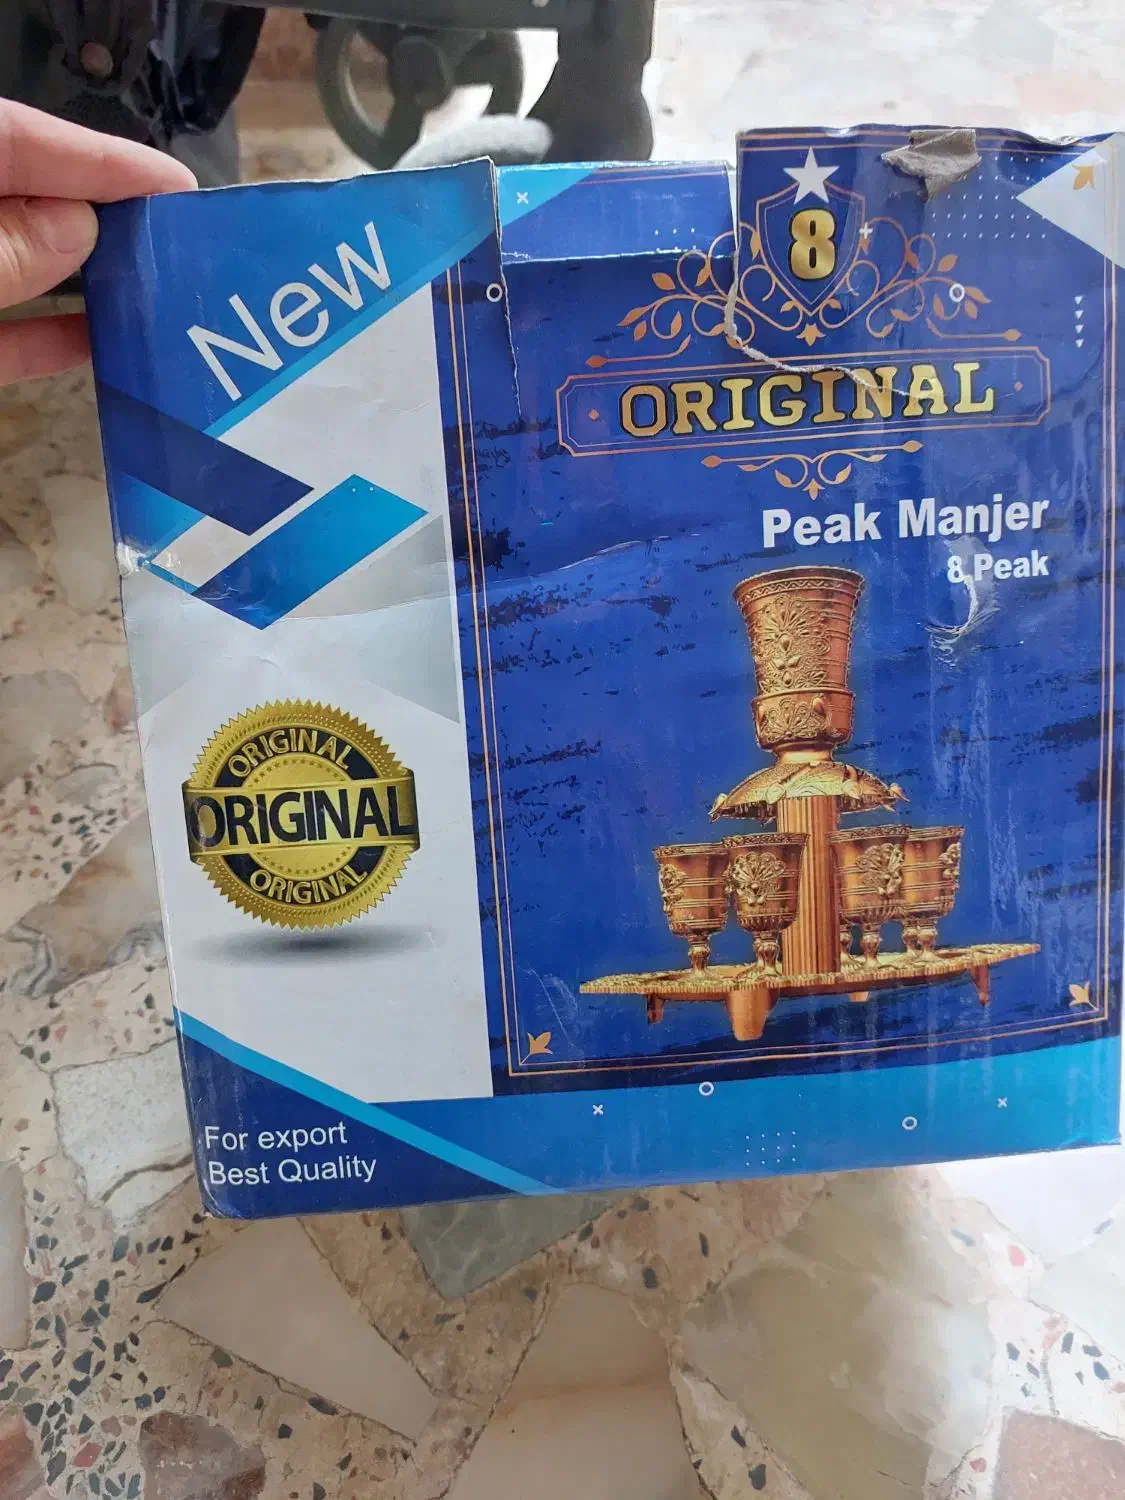 New
8
ORIGINAL
Peak Manjer
8 Peak
ORIGINAL
ORIGINAL
ORIGINAL
For export
Best Quality